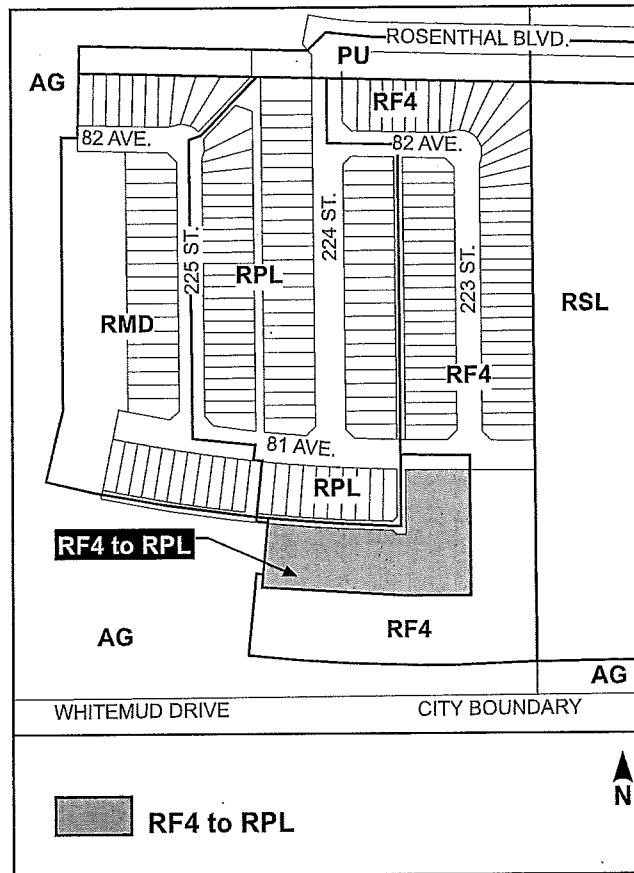 ROSENTHAL BLVD.
PU
AG
RF4
82 AVE.
82 AVE.
224 ST.
225 ST.
223 ST.
RPL
RSL
RMD
RF4
81 AVE.
RPL
RF4 to RPL
RF4
AG
AG
WHITEMUD DRIVE
CITY BOUNDARY
N
RF4 to RPL